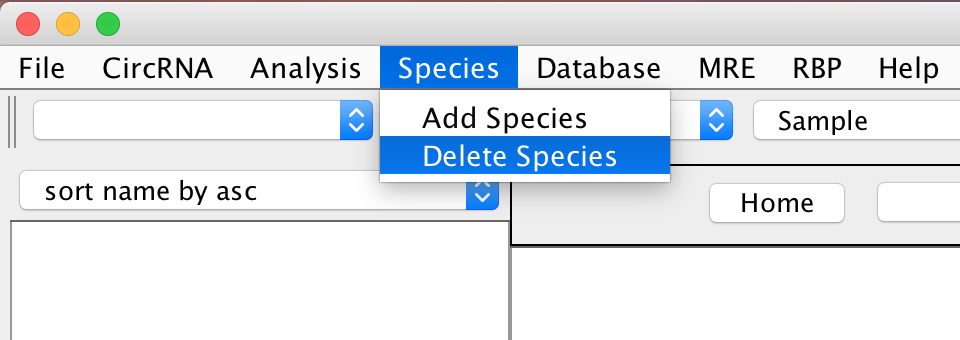 File CircRNA Analysis Species Database MRE RBP Help
Add Species
Sample
Delete Species
sort name by asc
Home